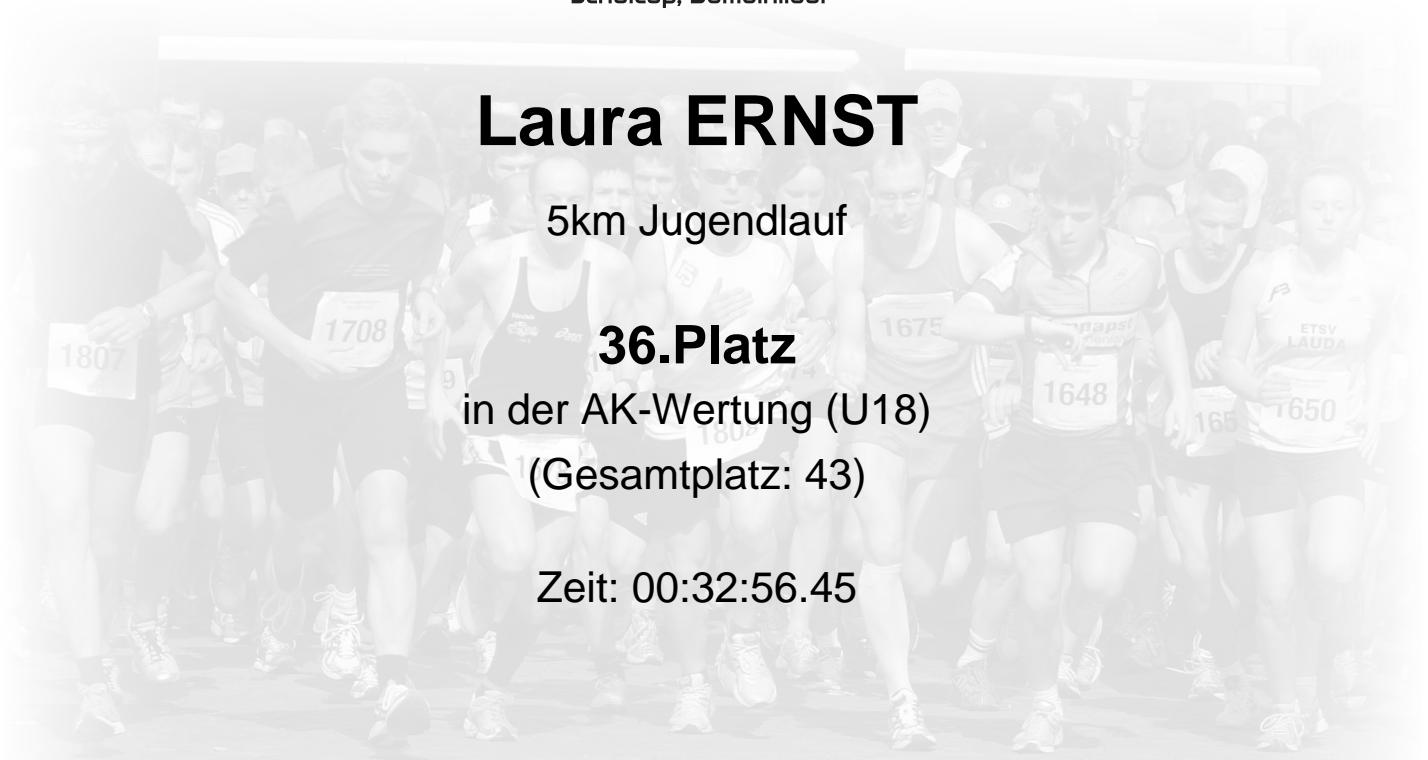 Laura ERNST
5km Jugendlauf
36.Platz
in der AK-Wertung (U18)
(Gesamtplatz: 43)
Zeit: 00:32:56.45
1807
1708
1675
1648
1650
165
ETSV
LAUDA